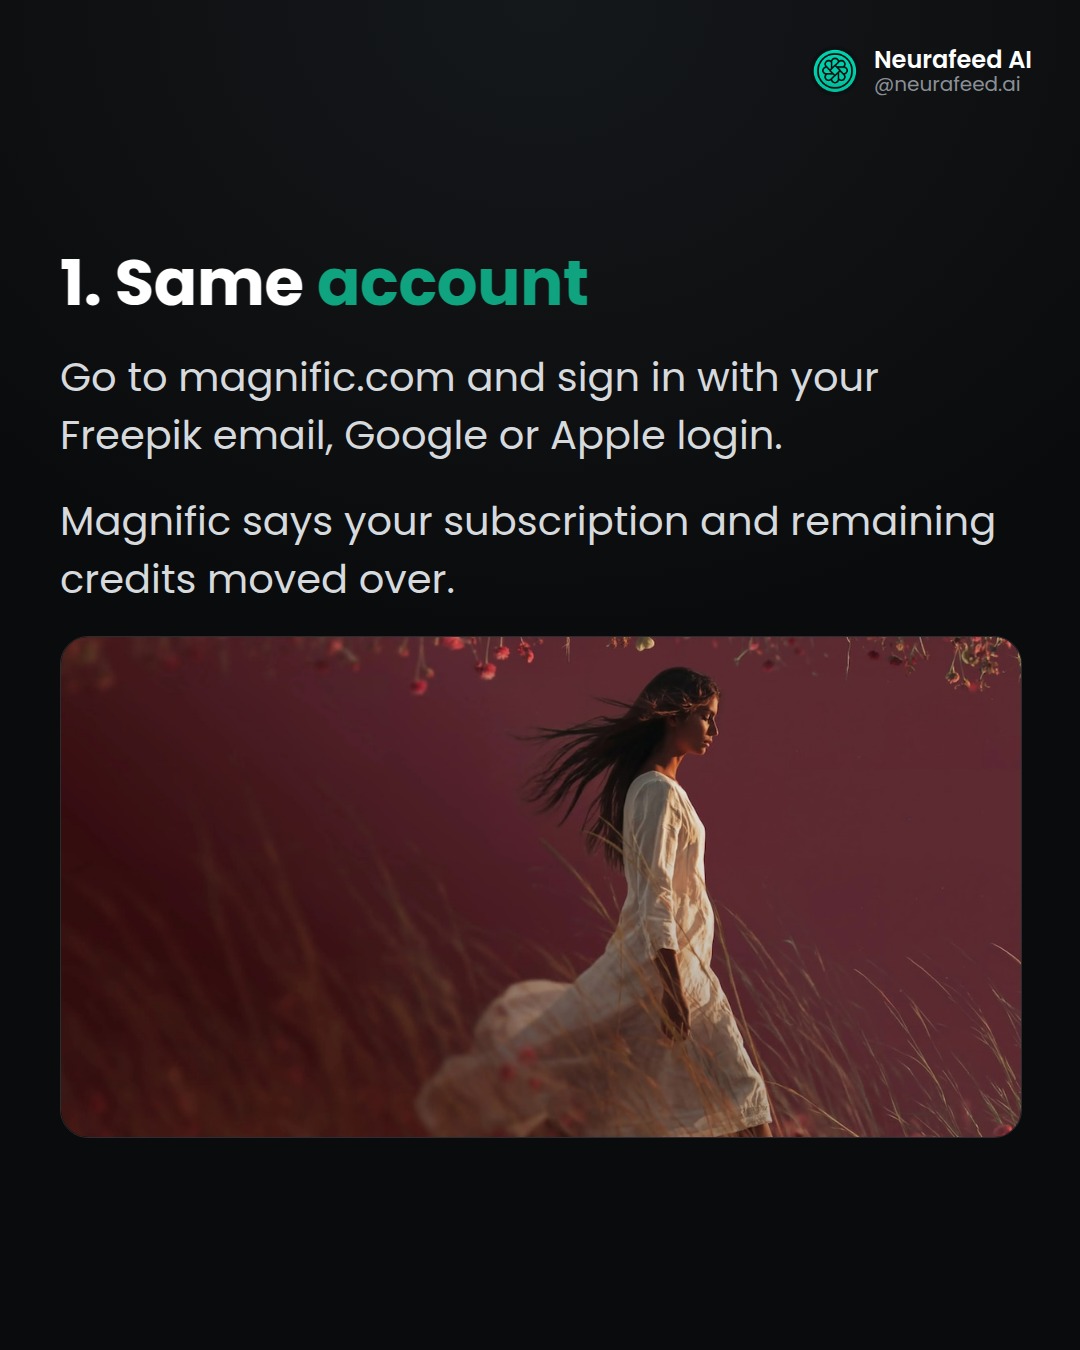 Neurafeed AI
@neurafeed.ai
1. Same account
Go to magnific.com and sign in with your
Freepik email, Google or Apple login.
Magnific says your subscription and remaining
credits moved over.